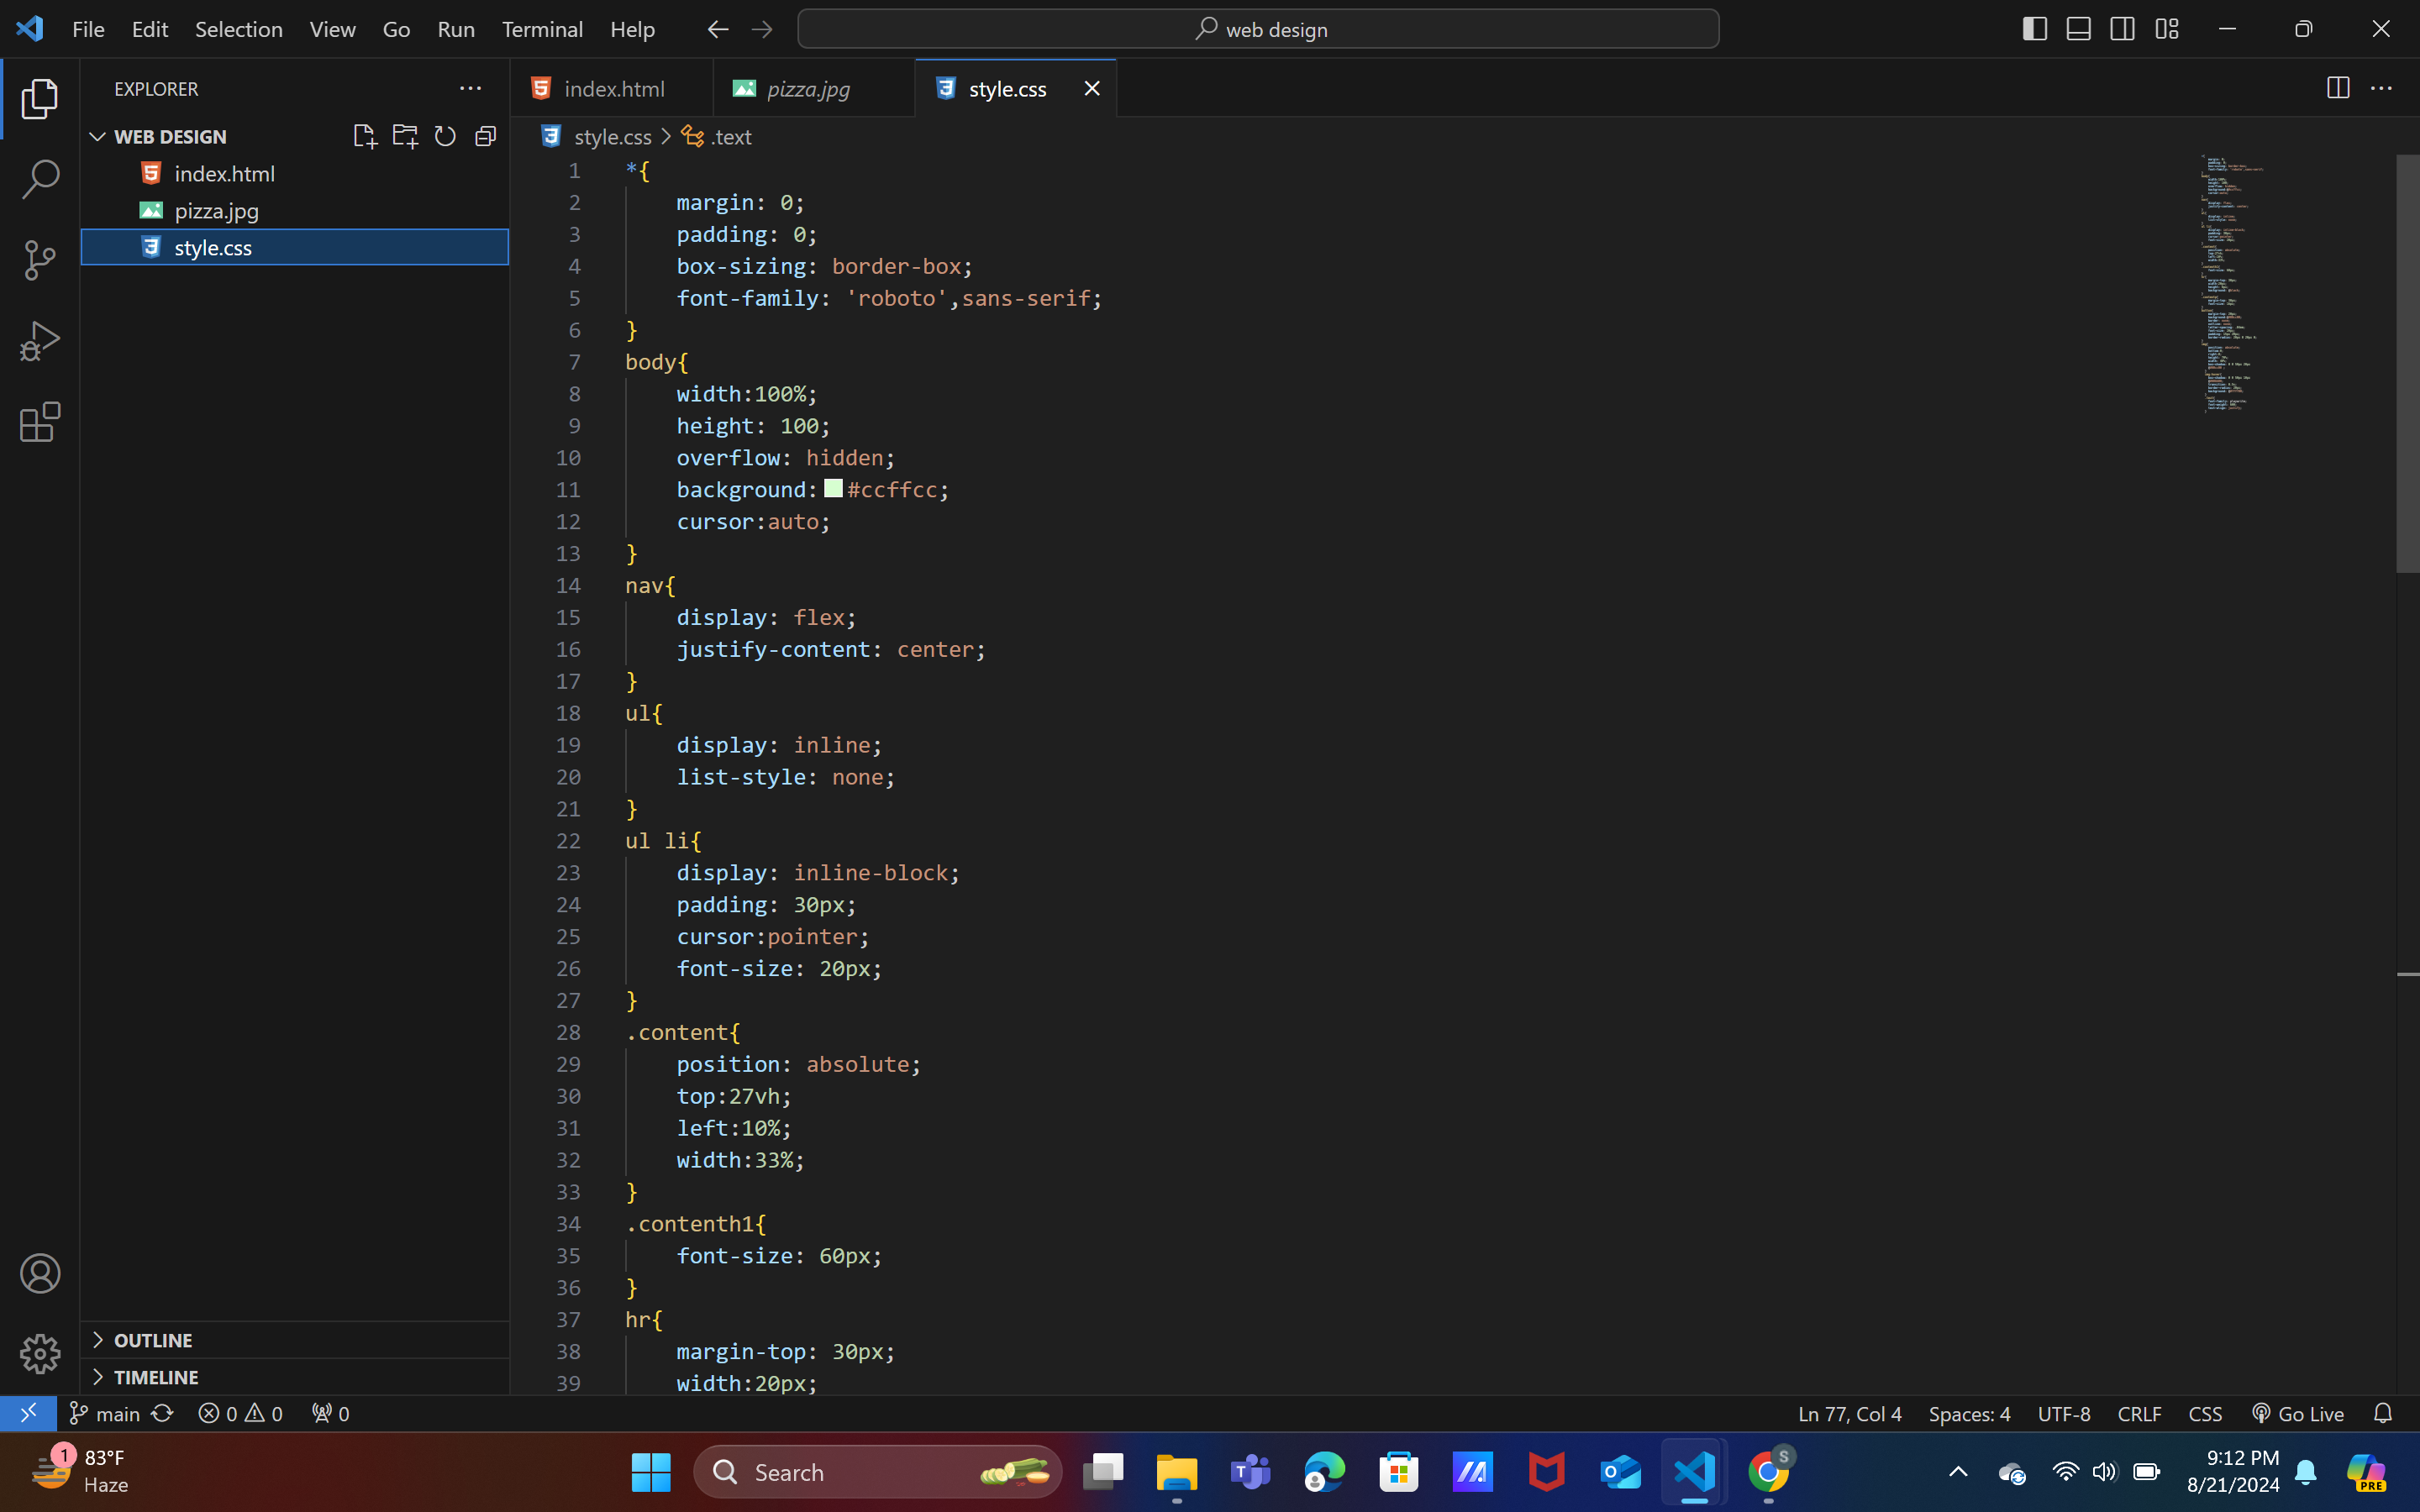 File Edit Selection View Go Run Terminal Help web design
EXPLORER
index.html pizza.jpg style.css
WEB DESIGN
index.html
pizza.jpg
style.css
style.css > .text
1 *{
2 margin: 0;
3 padding: 0;
4 box-sizing: border-box;
5 font-family: 'roboto',sans-serif;
6 }
7 body{
8 width:100%;
9 height: 100;
10 overflow: hidden;
11 background:#ccffcc;
12 cursor:auto;
13 }
14 nav{
15 display: flex;
16 justify-content: center;
17 }
18 ul{
19 display: inline;
20 list-style: none;
21 }
22 ul li{
23 display: inline-block;
24 padding: 30px;
25 cursor:pointer;
26 font-size: 20px;
27 }
28 .content{
29 position: absolute;
30 top:27vh;
31 left:10%;
32 width:33%;
33 }
34 .contenth1{
35 font-size: 60px;
36 }
37 hr{
38 margin-top: 30px;
39 width:20px;
OUTLINE
TIMELINE
main 0 0 0 Ln 77, Col 4 Spaces: 4 UTF-8 CRLF CSS Go Live
1 83°F
Haze
Search
S
9:12 PM
8/21/2024
PRE